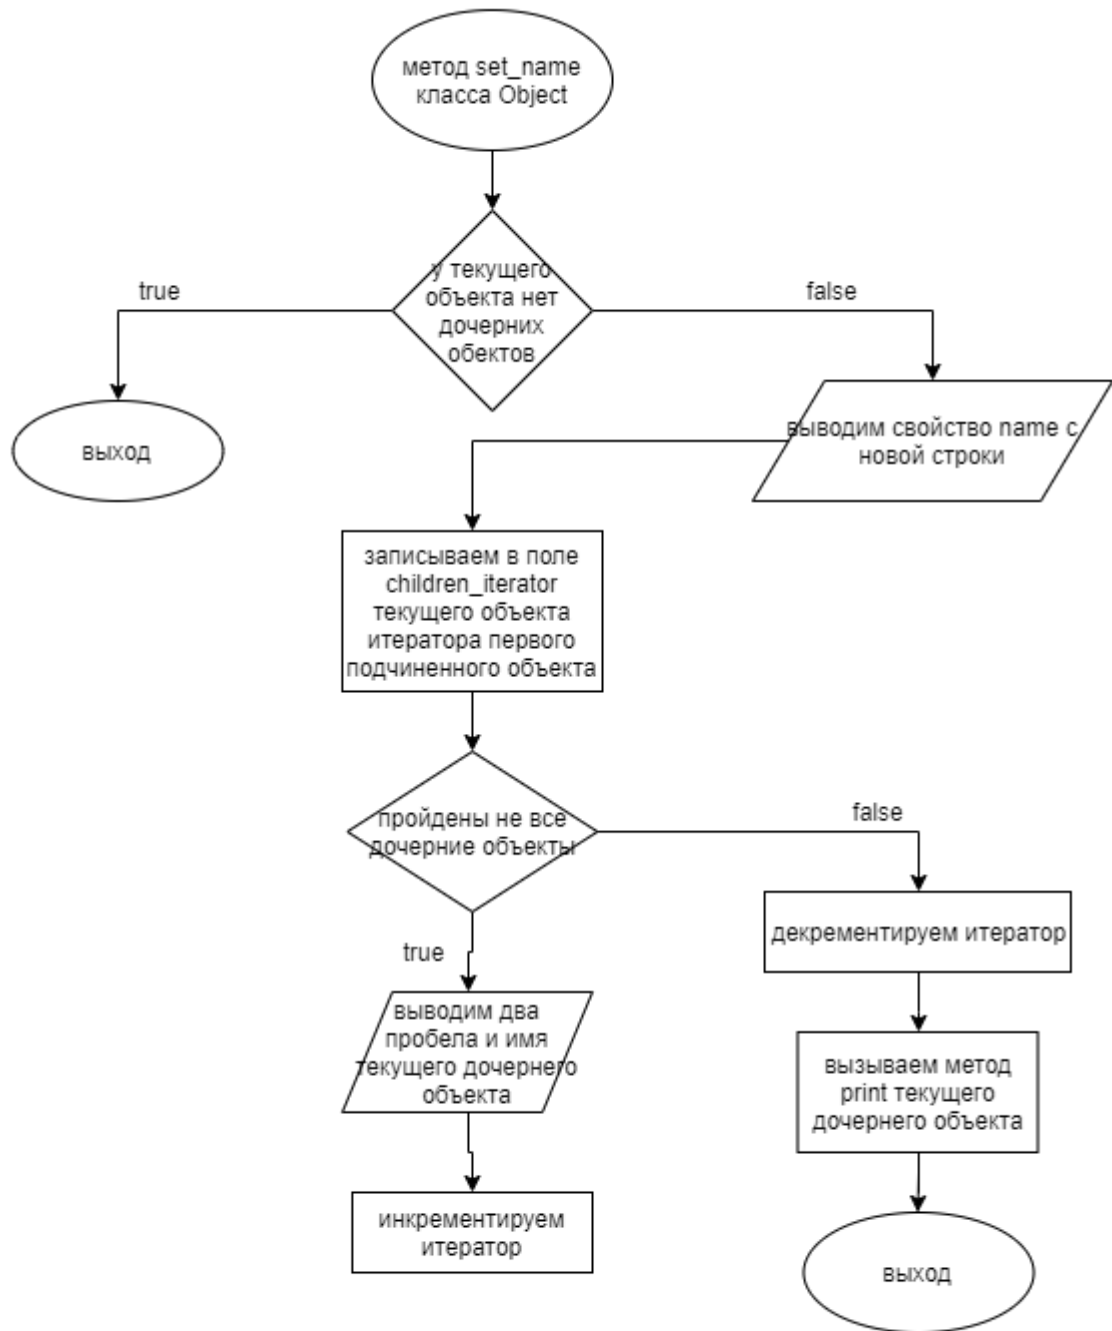 метод set_name
класса Object
у текущего
объекта нет
дочерних
обектов
true
false
выход
выводим свойство name с
новой строки
записываем в поле
children_iterator
текущего объекта
итератора первого
подчиненного объекта
пройдены не все
дочерние объекты
false
true
декрементируем итератор
выводим два
пробела и имя
текущего дочернего
объекта
вызываем метод
print текущего
дочернего объекта
инкрементируем
итератор
выход